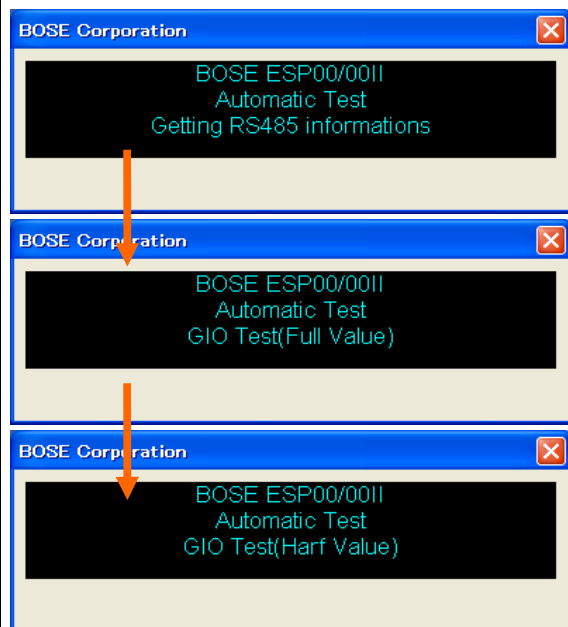 BOSE Corporation
BOSE ESP00/00II
Automatic Test
Getting RS485 informations
BOSE Corporation
BOSE ESP00/00II
Automatic Test
GIO Test(Full Value)
BOSE Corporation
BOSE ESP00/00II
Automatic Test
GIO Test(Harf Value)